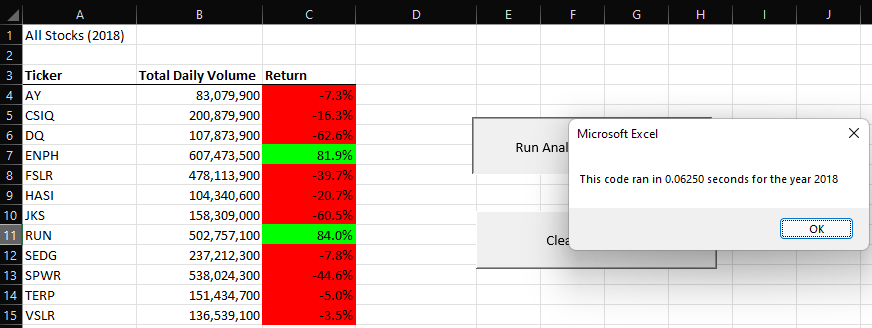 A B C D E F G H I J
1 All Stocks (2018)
2
3 Ticker Total Daily Volume Return
4 AY 83,079,900 -7.3%
5 CSIQ 200,879,900 -16.3%
6 DQ 107,873,900 -62.6%
7 ENPH 607,473,500 81.9%
8 FSLR 478,113,900 -39.7%
9 HASI 104,340,600 -20.7%
10 JKS 158,309,000 -60.5%
11 RUN 502,757,100 84.0%
12 SEDG 237,212,300 -7.8%
13 SPWR 538,024,300 -44.6%
14 TERP 151,434,700 -5.0%
15 VSLR 136,539,100 -3.5%
Run Anal
Clea
Microsoft Excel
This code ran in 0.06250 seconds for the year 2018
OK